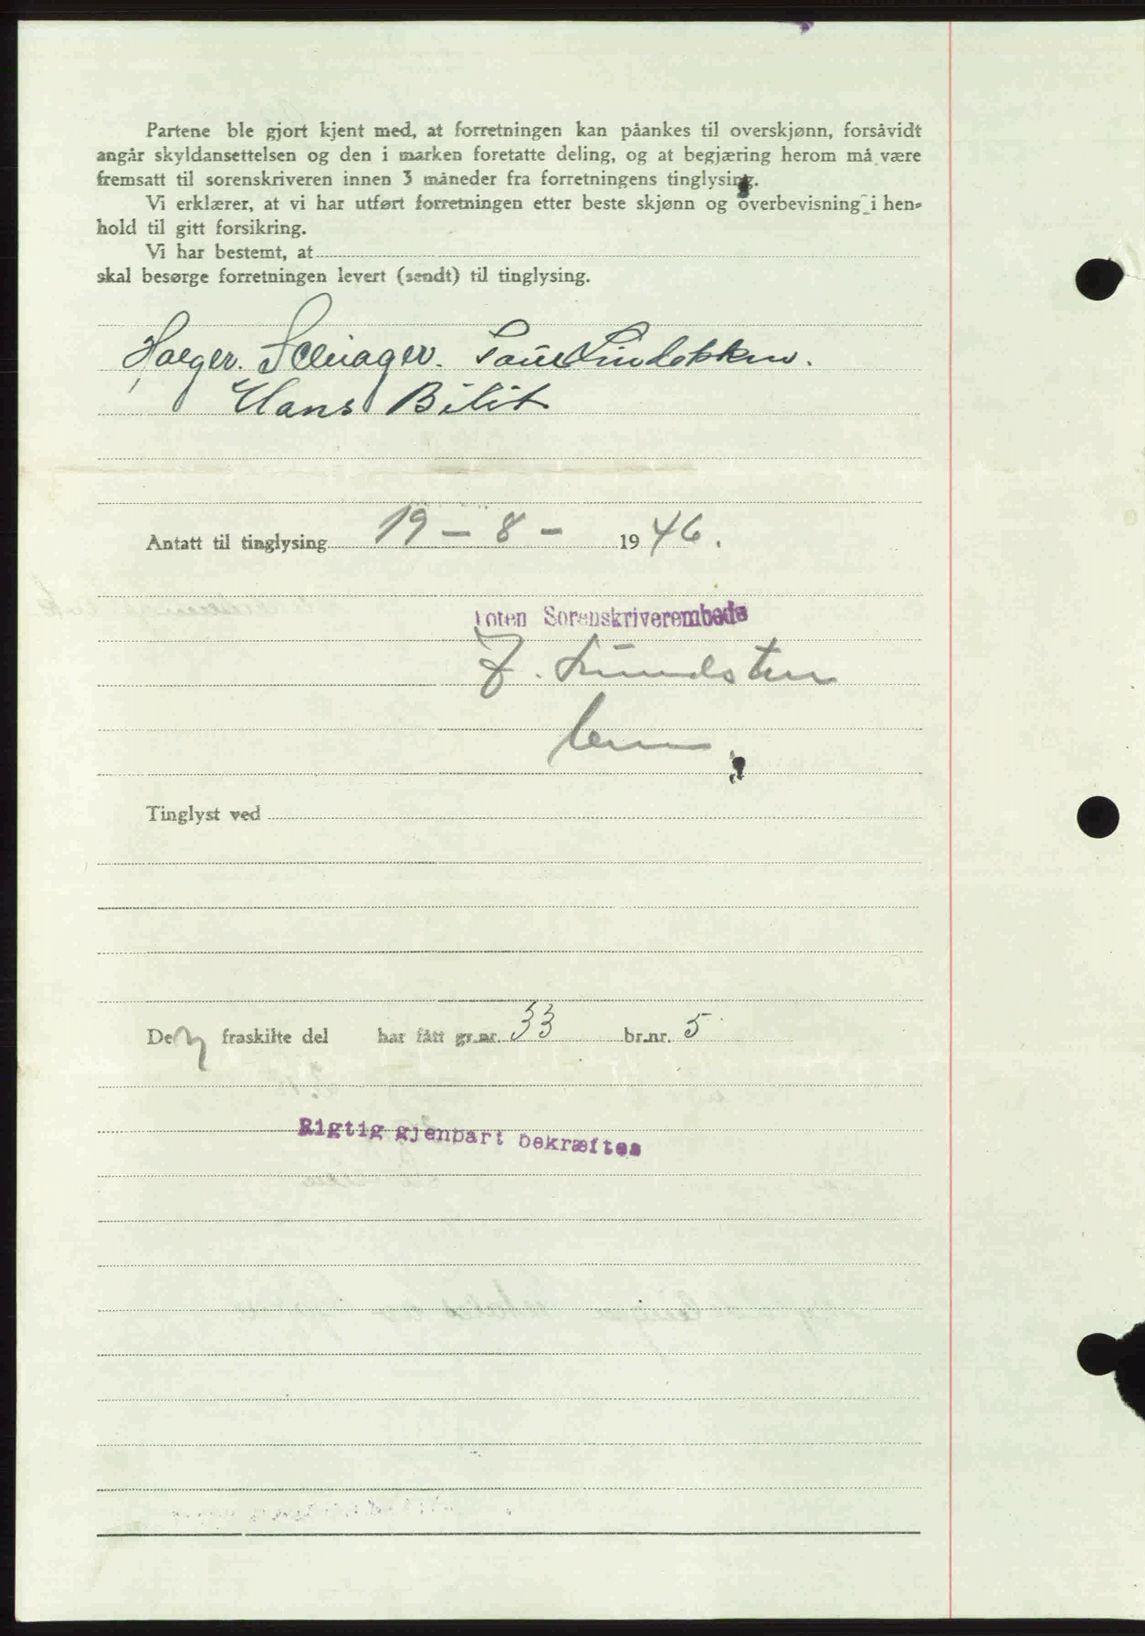 Partene ble gjort kjent med, at forretningen kan påankes til overskjønn, forsåvidt
angår skyldansettelsen og den i marken foretatte deling, og at begjæring herom må være
fremsatt til sorenskriveren innen 3 måneder fra forretningens tinglysing.
Vi erklærer, at vi har utført forretningen etter beste skjønn og overbevisning i hen-
hold til gitt forsikring.
Vi har bestemt, at
skal besørge forretningen levert (sendt) til tinglysing.
Hans
Antatt til tinglysing 19 - 8 - 1946.
Toten Sorenskriverembede
Tinglyst ved
Den fraskilte del har fått gr.nr. 33 br.nr. 5
Rigtig gjenpart bekræftes